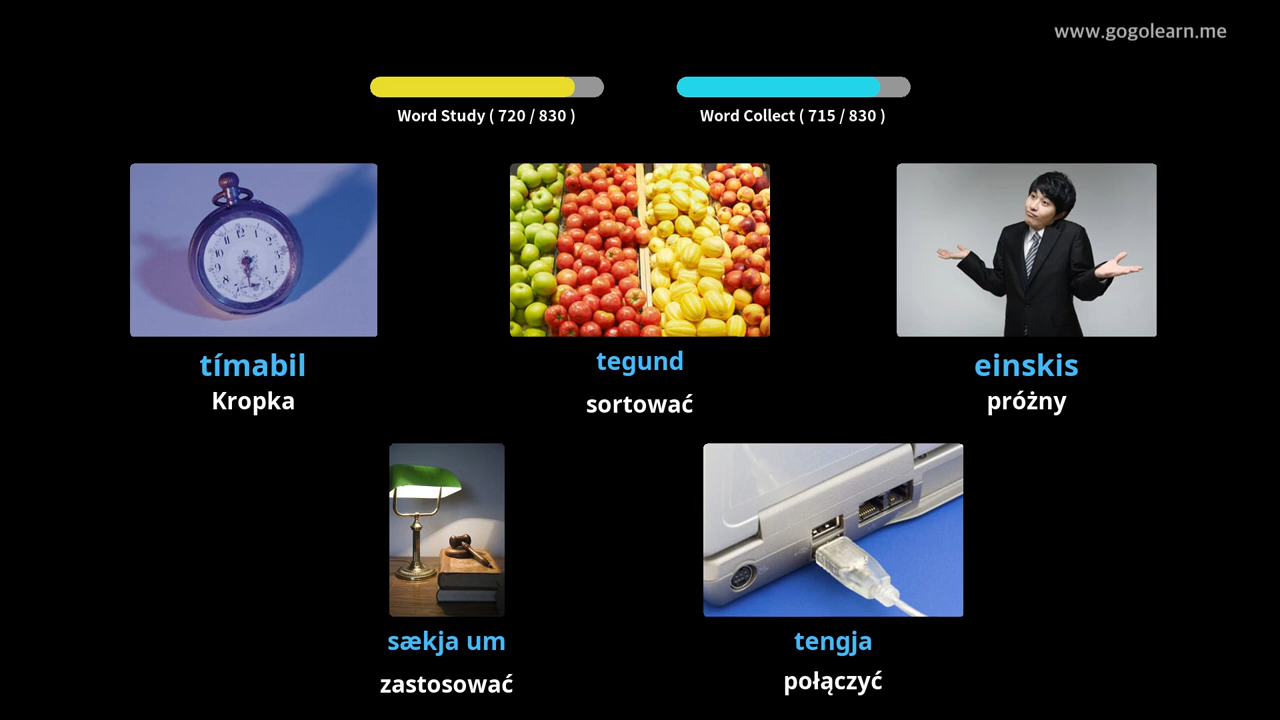 www.gogolearn.me
Word Study ( 720 / 830 )
Word Collect ( 715 / 830 )
tímabil
Kropka
tegund
sortować
einskis
próżny
sækja um
zastosować
tengja
połączyć